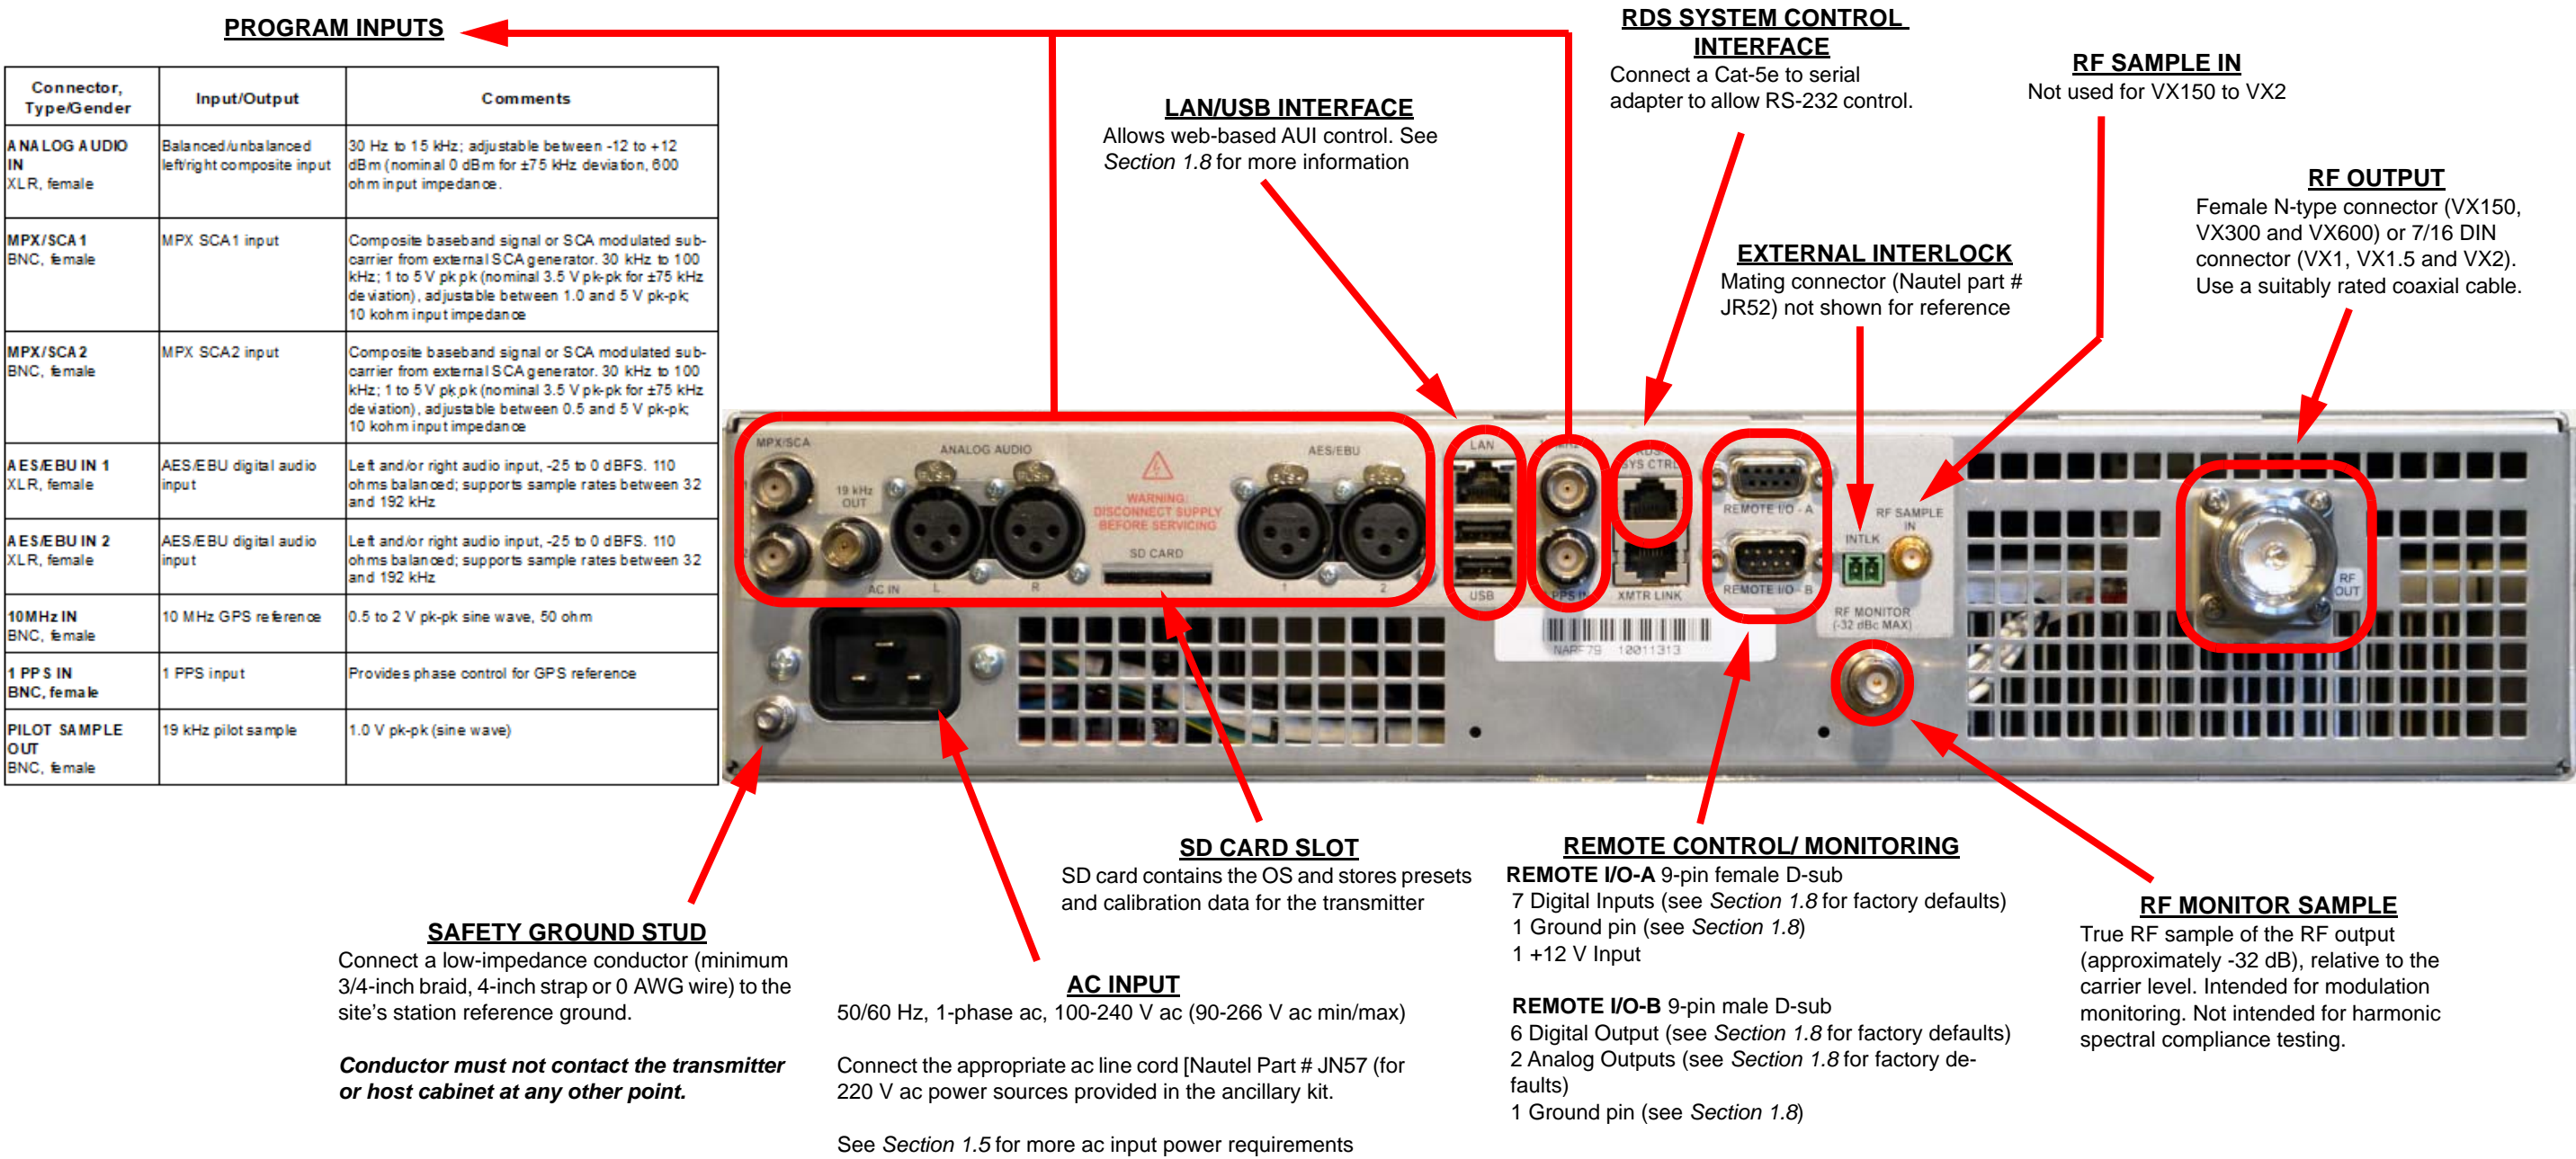 PROGRAM INPUTS
Connector,
Type/Gender
Input/Output
Comments
ANALOG AUDIO
IN
XLR, female
Balanced/unbalanced
left/right composite input
30 Hz to 15 kHz; adjustable between -12 to +12
dBm (nominal 0 dBm for ±75 kHz deviation, 600
ohm input impedance.
MPX/SCA1
BNC, female
MPX SCA1 input
Composite baseband signal or SCA modulated sub-
carrier from external SCA generator. 30 kHz to 100
kHz; 1 to 5 V pk pk (nominal 3.5 V pk-pk for ±75 kHz
deviation), adjustable between 1.0 and 5 V pk-pk;
10 kohm input impedance
MPX/SCA2
BNC, female
MPX SCA2 input
Composite baseband signal or SCA modulated sub-
carrier from external SCA generator. 30 kHz to 100
kHz; 1 to 5 V pk pk (nominal 3.5 V pk-pk for ±75 kHz
deviation), adjustable between 0.5 and 5 V pk-pk;
10 kohm input impedance
AES/EBU IN 1
XLR, female
AES/EBU digital audio
input
Left and/or right audio input, -25 to 0 dBFS. 110
ohms balanced; supports sample rates between 32
and 192 kHz
AES/EBU IN 2
XLR, female
AES/EBU digital audio
input
Left and/or right audio input, -25 to 0 dBFS. 110
ohms balanced; supports sample rates between 32
and 192 kHz
10MHz IN
BNC, female
10 MHz GPS reference
0.5 to 2 V pk-pk sine wave, 50 ohm
1 PPS IN
BNC, female
1 PPS input
Provides phase control for GPS reference
PILOT SAMPLE
OUT
BNC, female
19 kHz pilot sample
1.0 V pk-pk (sine wave)
LAN/USB INTERFACE
Allows web-based AUI control. See
Section 1.8 for more information
RDS SYSTEM CONTROL
INTERFACE
Connect a Cat-5e to serial
adapter to allow RS-232 control.
RF SAMPLE IN
Not used for VX150 to VX2
EXTERNAL INTERLOCK
Mating connector (Nautel part #
JR52) not shown for reference
RF OUTPUT
Female N-type connector (VX150,
VX300 and VX600) or 7/16 DIN
connector (VX1, VX1.5 and VX2).
Use a suitably rated coaxial cable.
MPX/SCA
1
2
19 kHz
OUT
ANALOG AUDIO
L
R
AC IN
WARNING:
DISCONNECT SUPPLY
BEFORE SERVICING
SD CARD
AES/EBU
1
2
LAN
USB
PPS IN
SYS CTRL
XMTR LINK
REMOTE I/O - A
REMOTE I/O - B
INTLK
RF SAMPLE
IN
RF MONITOR
(-32 dBc MAX)
RF
OUT
NARF79 10011313
SAFETY GROUND STUD
Connect a low-impedance conductor (minimum
3/4-inch braid, 4-inch strap or 0 AWG wire) to the
site's station reference ground.
Conductor must not contact the transmitter
or host cabinet at any other point.
AC INPUT
50/60 Hz, 1-phase ac, 100-240 V ac (90-266 V ac min/max)
Connect the appropriate ac line cord [Nautel Part # JN57 (for
220 V ac power sources provided in the ancillary kit.
See Section 1.5 for more ac input power requirements
SD CARD SLOT
SD card contains the OS and stores presets
and calibration data for the transmitter
REMOTE CONTROL/ MONITORING
REMOTE I/O-A 9-pin female D-sub
7 Digital Inputs (see Section 1.8 for factory defaults)
1 Ground pin (see Section 1.8)
1 +12 V Input
REMOTE I/O-B 9-pin male D-sub
6 Digital Output (see Section 1.8 for factory defaults)
2 Analog Outputs (see Section 1.8 for factory de-
faults)
1 Ground pin (see Section 1.8)
RF MONITOR SAMPLE
True RF sample of the RF output
(approximately -32 dB), relative to the
carrier level. Intended for modulation
monitoring. Not intended for harmonic
spectral compliance testing.